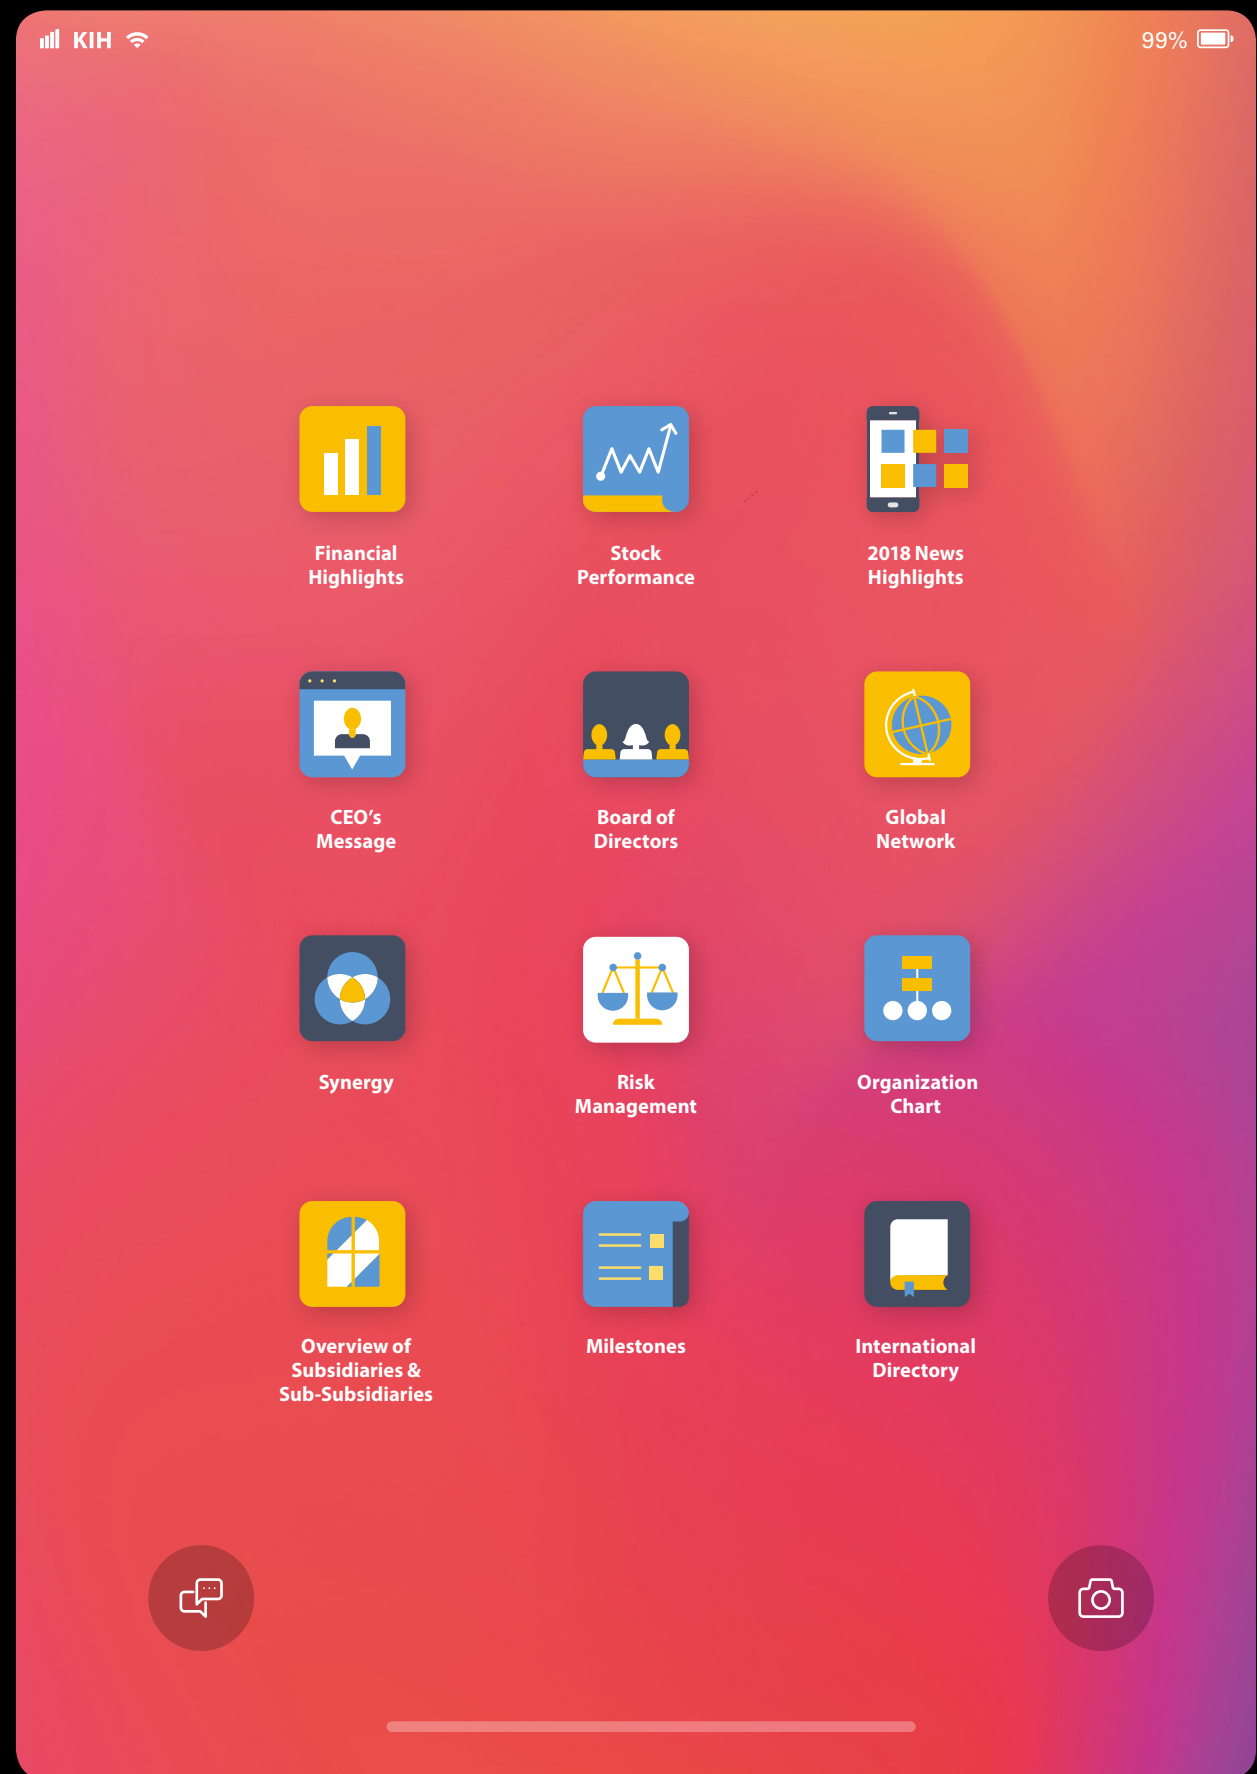 KIH
99%
Financial
Highlights
Stock
Performance
2018 News
Highlights
CEO’s
Message
Board of
Directors
Global
Network
Synergy
Risk
Management
Organization
Chart
Overview of
Subsidiaries &
Sub-Subsidiaries
Milestones
International
Directory